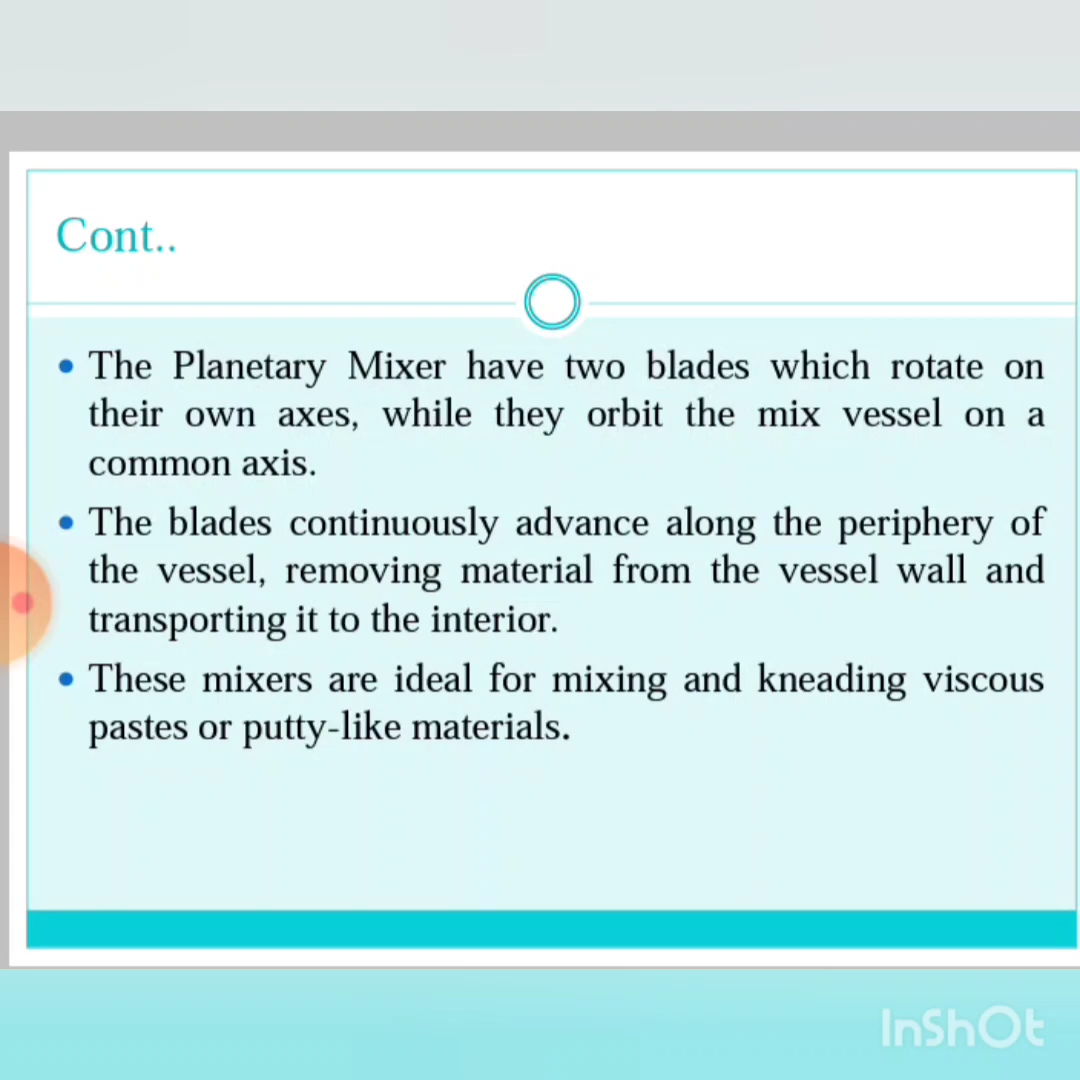 Cont..
• The Planetary Mixer have two blades which rotate on
their own axes, while they orbit the mix vessel on a
common axis.
• The blades continuously advance along the periphery of
the vessel, removing material from the vessel wall and
transporting it to the interior.
• These mixers are ideal for mixing and kneading viscous
pastes or putty-like materials.
InShOt